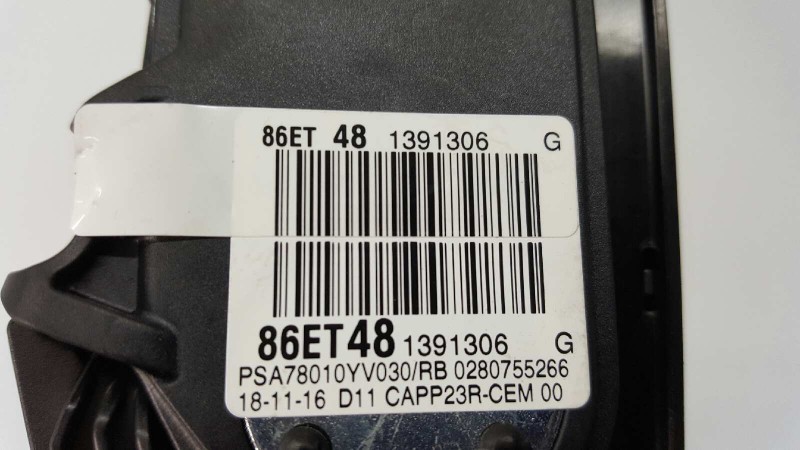 86ET 48 1391306 G
86ET48 1391306 G
PSA78010YV030/RB 0280755266
18-11-16 D11 CAPP23R-CEM 00